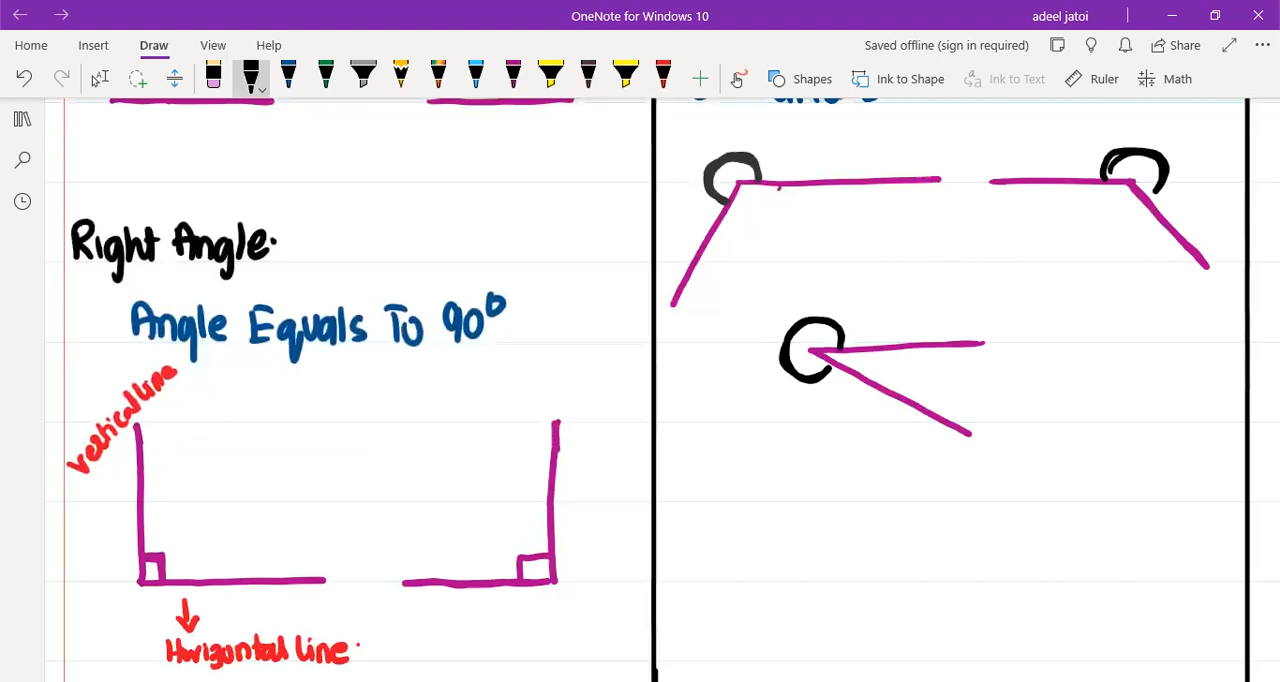 OneNote for Windows 10
adeel jatoi
Home Insert Draw View Help
Saved offline (sign in required)
Share
Shapes
Ink to Shape
Ink to Text
Ruler
Math
Right Angle.
Angle Equals To 90°
vertical line
Horizontal line